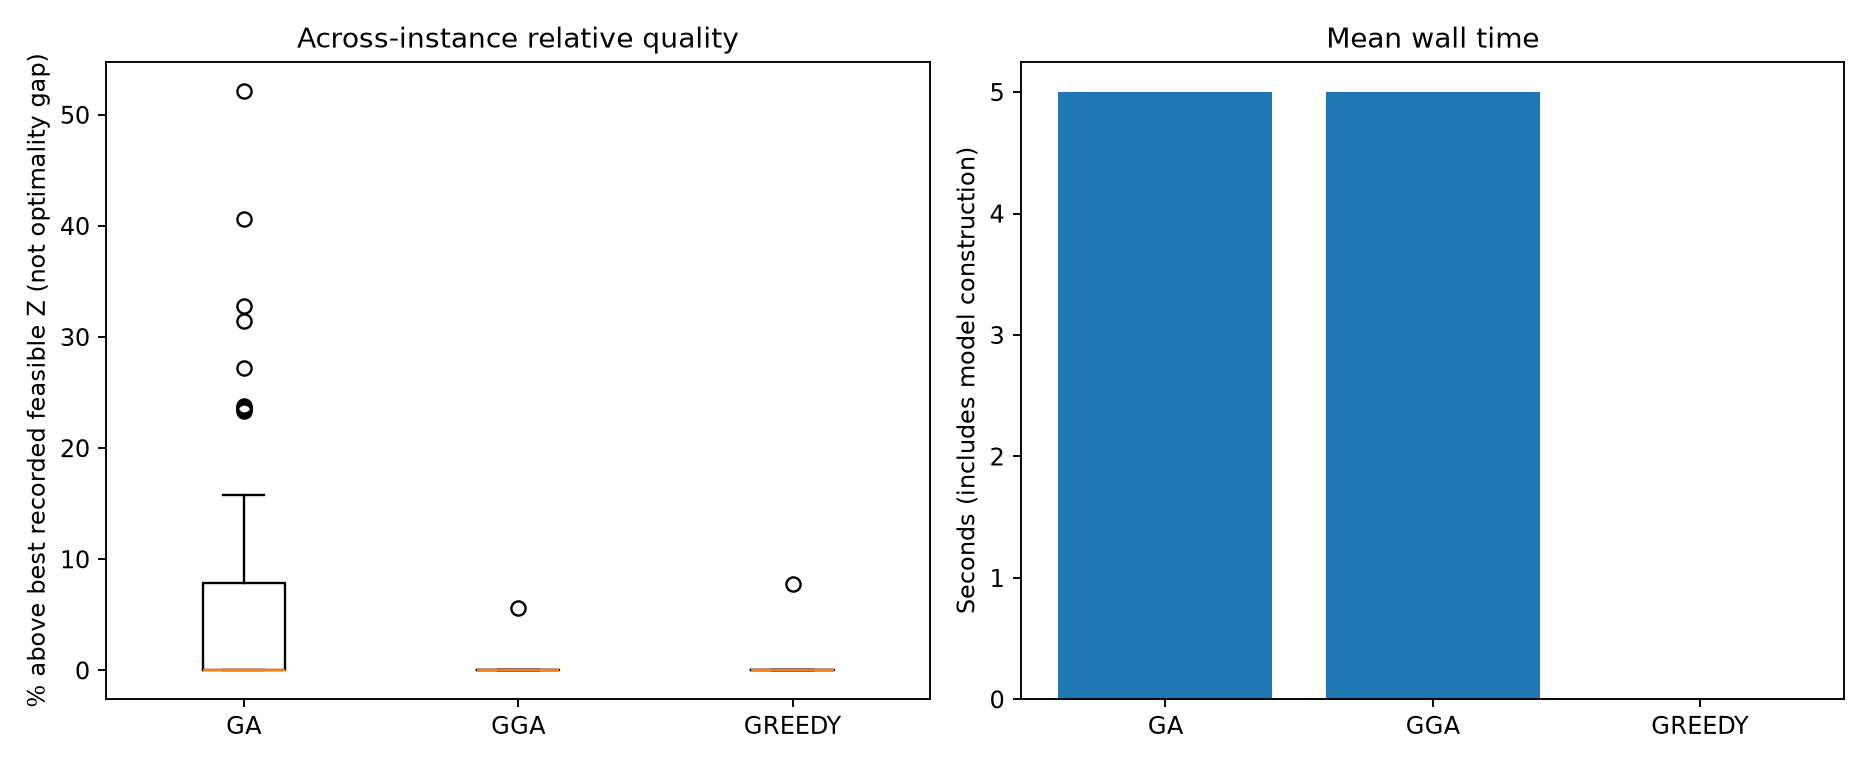 Across-instance relative quality
% above best recorded feasible Z (not optimality gap)
50
40
30
20
10
0
GA
GGA
GREEDY
Mean wall time
Seconds (includes model construction)
5
4
3
2
1
0
GA
GGA
GREEDY